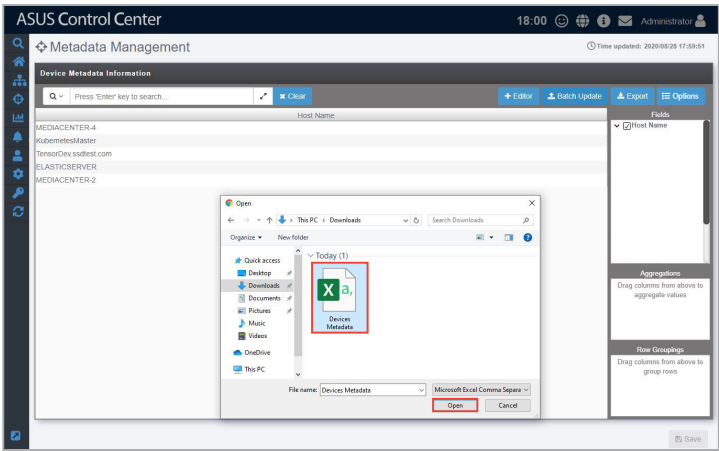 ASUS Control Center
18:00
Administrator
Metadata Management
Time updated: 2020/08/28 17:59:51
Device Metadata Information
Press 'Enter' key to search...
Clear
Editor
Batch Update
Export
Options
Host Name
MEDIACENTER-4
KubernetesMaster
TensorDev.ssdtest.com
ELASTICSERVER
MEDIACENTER-2
Fields
Host Name
Aggregations
Drag columns from above to
aggregate values
Row Groupings
Drag columns from above to
group rows
Save
Open
This PC › Downloads
Search Downloads
Organize
New folder
Quick access
Desktop
Downloads
Documents
Pictures
Music
Videos
OneDrive
This PC
Today (1)
X a,
Devices
Metadata
File name: Devices Metadata
Microsoft Excel Comma Separa
Open
Cancel